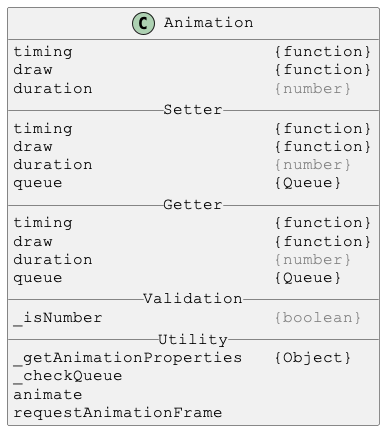 C Animation
timing {function}
draw {function}
duration {number}
Setter
timing {function}
draw {function}
duration {number}
queue {Queue}
Getter
timing {function}
draw {function}
duration {number}
queue {Queue}
Validation
_isNumber {boolean}
Utility
_getAnimationProperties {Object}
_checkQueue
animate
requestAnimationFrame